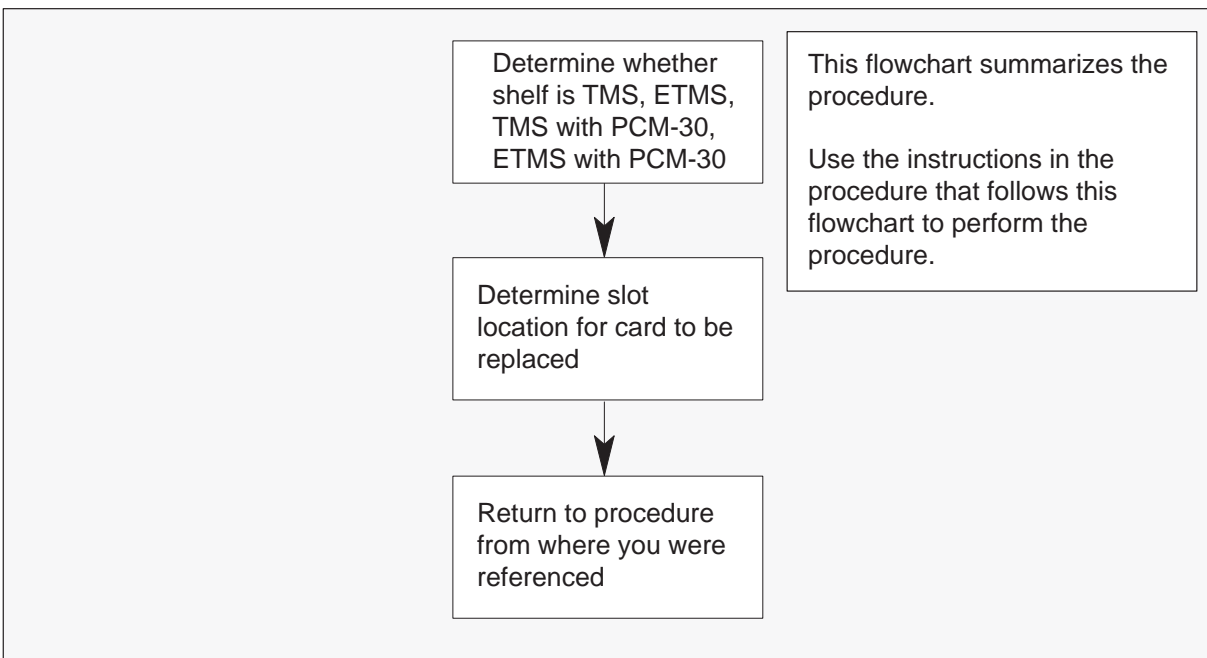 Determine whether
shelf is TMS, ETMS,
TMS with PCM-30,
ETMS with PCM-30
This flowchart summarizes the
procedure.
Use the instructions in the
procedure that follows this
flowchart to perform the
procedure.
Determine slot
location for card to be
replaced
Return to procedure
from where you were
referenced